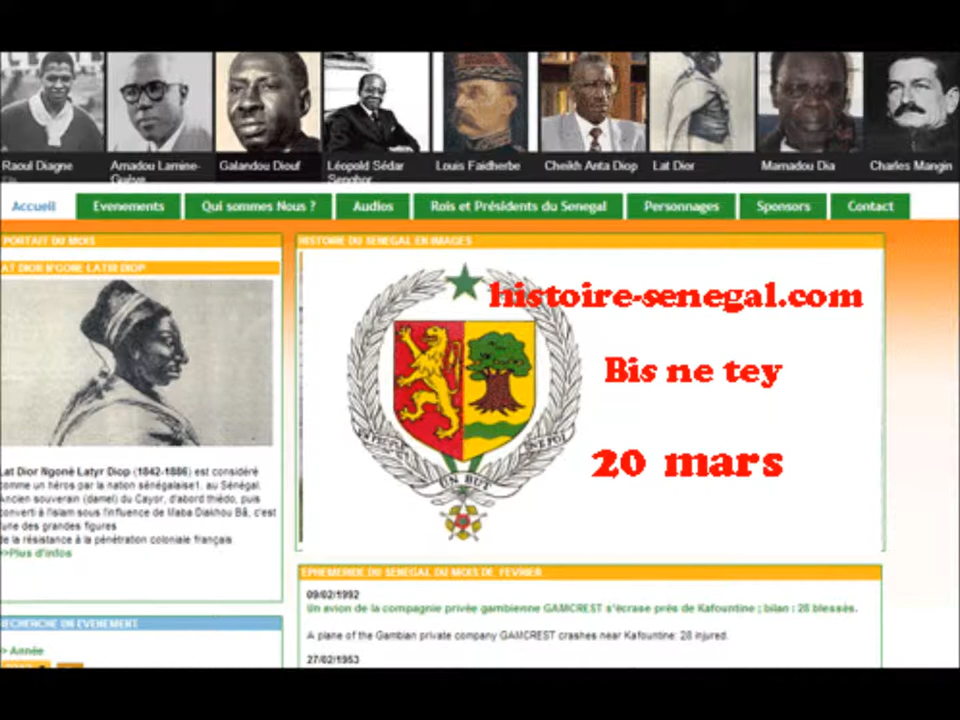 Raoul Diagne
Amadou Lamine-
Guèye
Galandou Diouf
Léopold Sédar
Senghor
Louis Faidherbe
Cheikh Anta Diop
Lat Dior
Mamadou Dia
Charles Mangin
Accueil
Evenements
Qui sommes Nous ?
Audios
Rois et Présidents du Senegal
Personnages
Sponsors
Contact
PORTAIT DU MOIS
LAT DIOR N'GONE LATIR DIOP
Lat Dior Ngoné Latyr Diop (1842-1886) est considéré
comme un héros par la nation sénégalaise1. au Sénégal.
Ancien souverain (damel) du Cayor, d'abord thiédo, puis
converti à l'islam sous l'influence de Maba Diakhou Bâ, c'est
l'une des grandes figures
de la résistance à la pénétration coloniale français
>>Plus d'infos
RECHERCHE UN EVENEMENT
> Année
HISTOIRE DU SENEGAL EN IMAGES
histoire-senegal.com
Bis ne tey
20 mars
UN BUT
EPHEMERIDE DU SENEGAL DU MOIS DE FEVRIER
09/02/1992
Un avion de la compagnie privée gambienne GAMCREST s'écrase prés de Kafountine ; bilan : 28 blessés.
A plane of the Gambian private company GAMCREST crashes near Kafountine: 28 injured.
27/02/1953